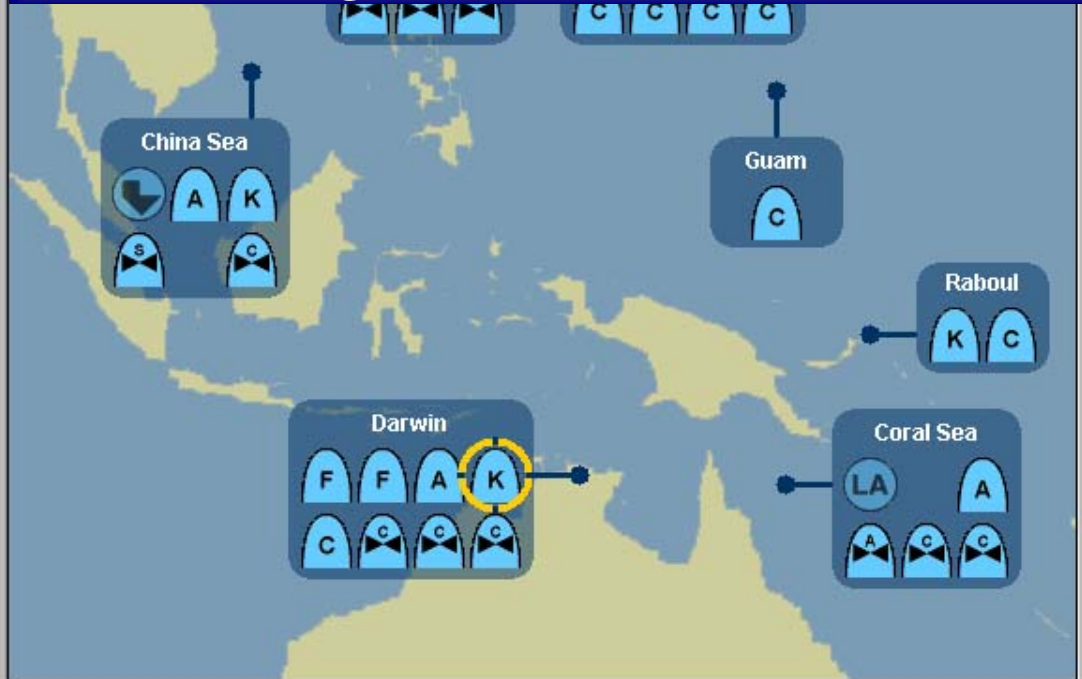 C C C C
China Sea
A K
S C
Guam
C
Raboul
K C
Darwin
F F A K
C C C C
Coral Sea
LA A
A C C